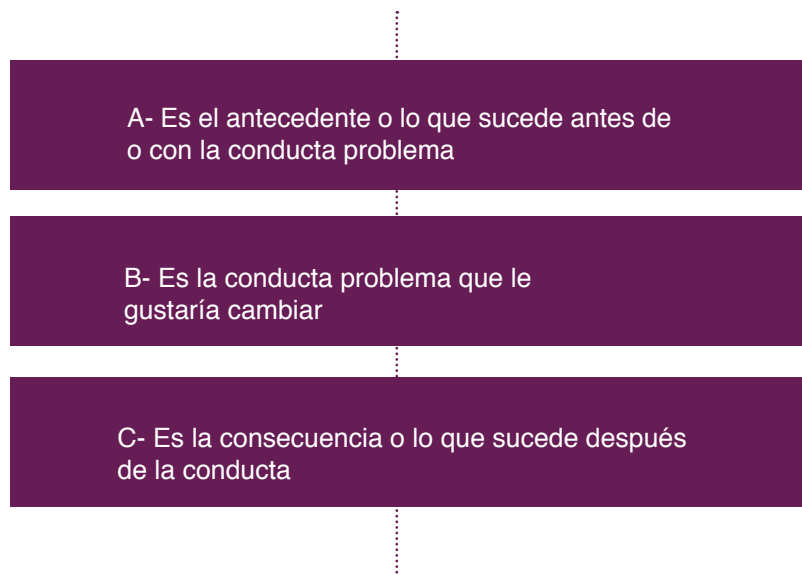 A- Es el antecedente o lo que sucede antes de
o con la conducta problema
B- Es la conducta problema que le
gustaría cambiar
C- Es la consecuencia o lo que sucede después
de la conducta